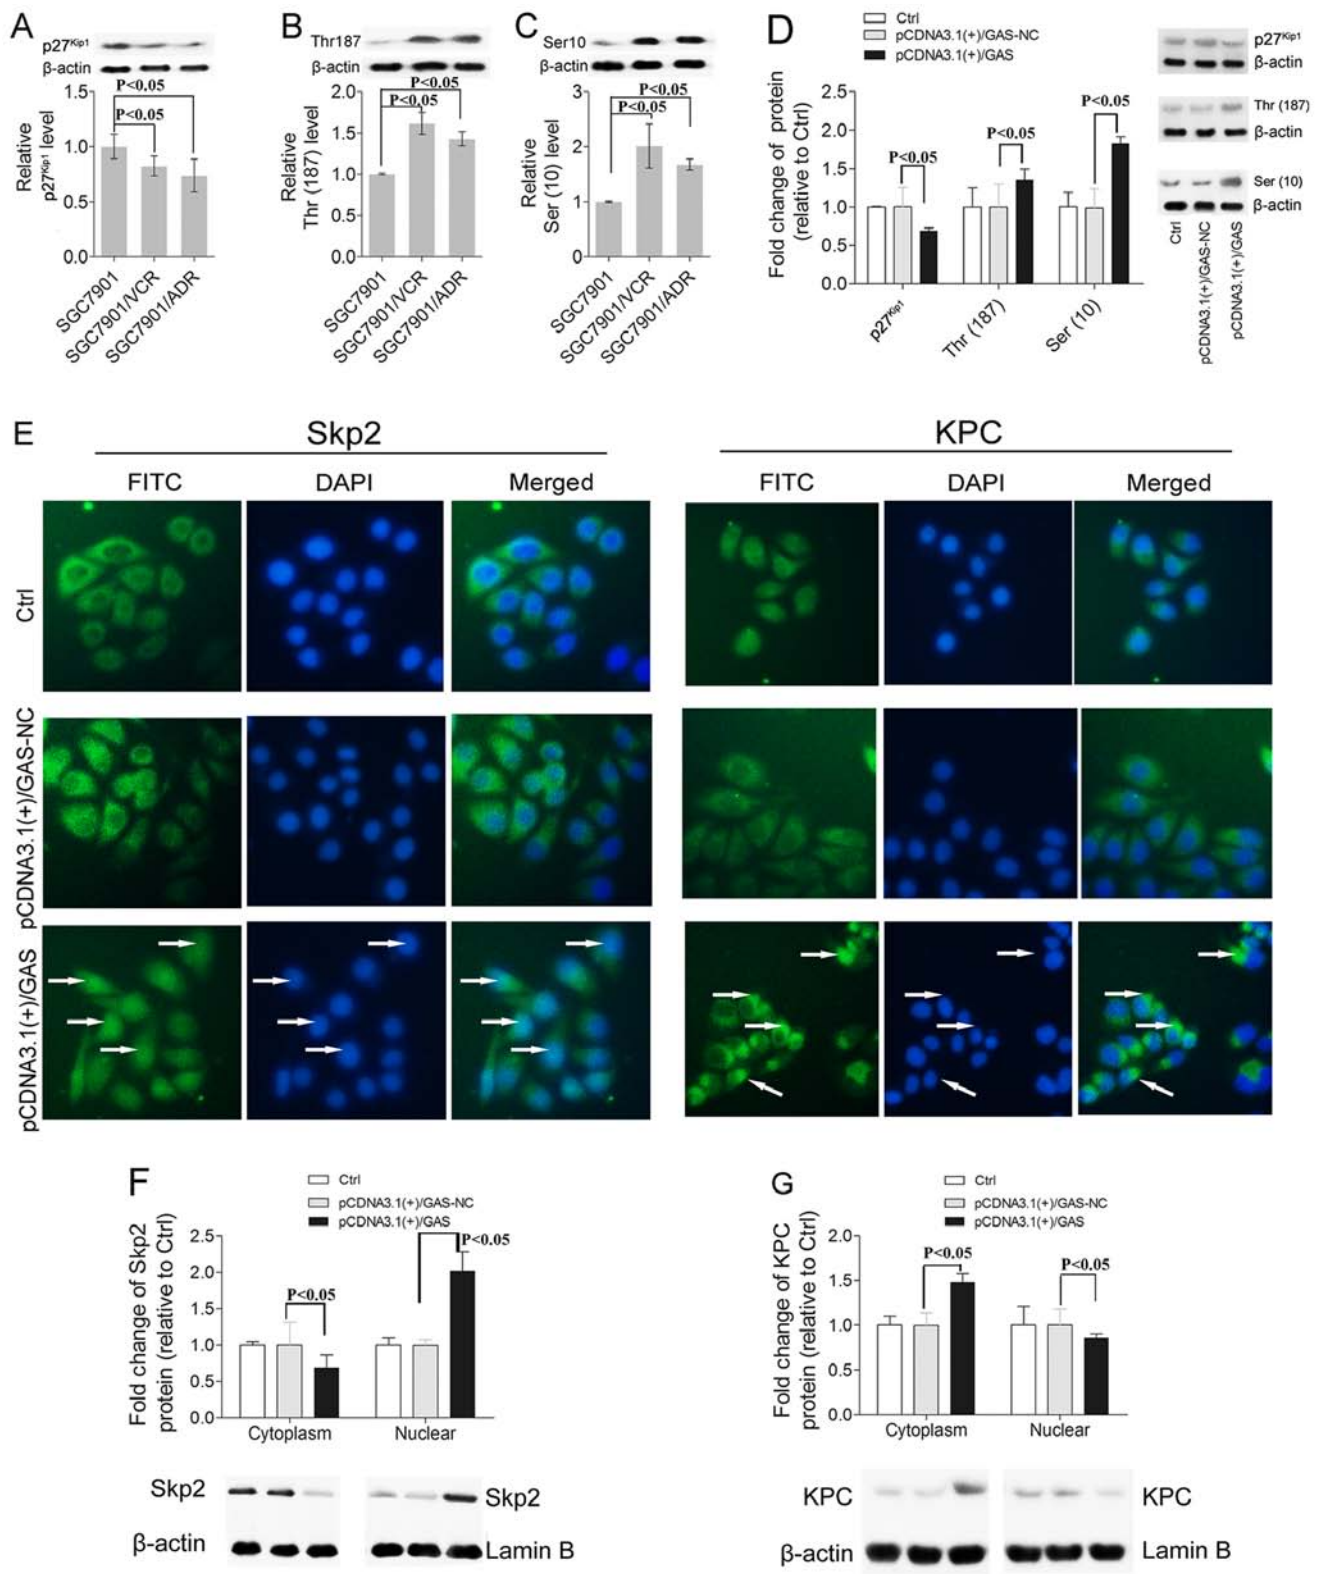 A
p27Kip1
β-actin
P<0.05
P<0.05
1.5
1.0
0.5
0.0
Relative
p27Kip1 level
SGC7901
SGC7901/VCR
SGC7901/ADR
B
Thr187
β-actin
P<0.05
P<0.05
2.0
1.5
1.0
0.5
0.0
Relative
Thr (187) level
SGC7901
SGC7901/VCR
SGC7901/ADR
C
Ser10
β-actin
P<0.05
P<0.05
3
2
1
0
Relative
Ser (10) level
SGC7901
SGC7901/VCR
SGC7901/ADR
D
Ctrl
pCDNA3.1(+)/GAS-NC
pCDNA3.1(+)/GAS
2.5
2.0
1.5
1.0
0.5
0.0
Fold change of protein
(relative to Ctrl)
P<0.05
P<0.05
P<0.05
p27Kip1
Thr (187)
Ser (10)
p27Kip1
β-actin
Thr (187)
β-actin
Ser (10)
β-actin
Ctrl
pCDNA3.1(+)/GAS-NC
pCDNA3.1(+)/GAS
E
Skp2
KPC
FITC
DAPI
Merged
FITC
DAPI
Merged
Ctrl
pCDNA3.1(+)/GAS-NC
pCDNA3.1(+)/GAS
F
Ctrl
pCDNA3.1(+)/GAS-NC
pCDNA3.1(+)/GAS
2.5
2.0
1.5
1.0
0.5
0.0
Fold change of Skp2
protein (relative to Ctrl)
P<0.05
P<0.05
Cytoplasm
Nuclear
Skp2
Skp2
β-actin
Lamin B
G
Ctrl
pCDNA3.1(+)/GAS-NC
pCDNA3.1(+)/GAS
2.0
1.5
1.0
0.5
0.0
Fold change of KPC
protein (relative to Ctrl)
P<0.05
P<0.05
Cytoplasm
Nuclear
KPC
KPC
β-actin
Lamin B